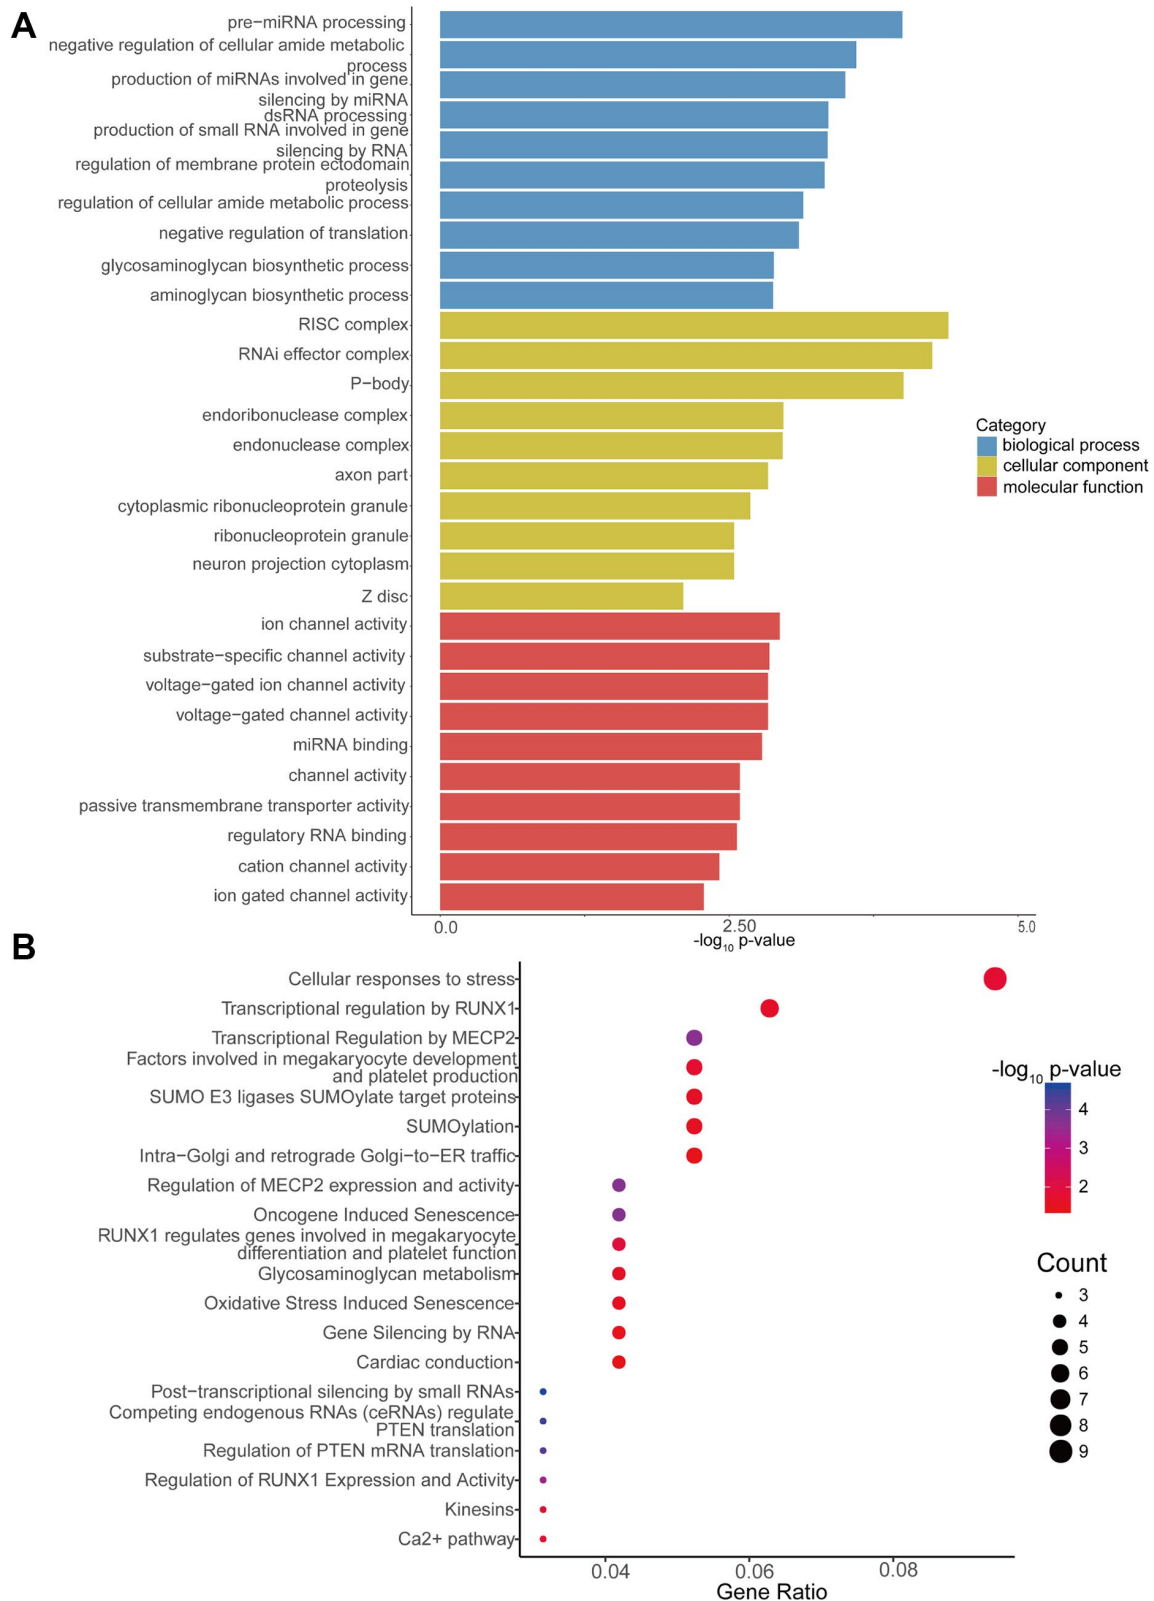 A
pre−miRNA processing
negative regulation of cellular amide metabolic
process
production of miRNAs involved in gene
silencing by miRNA
dsRNA processing
production of small RNA involved in gene
silencing by RNA
regulation of membrane protein ectodomain
proteolysis
regulation of cellular amide metabolic process
negative regulation of translation
glycosaminoglycan biosynthetic process
aminoglycan biosynthetic process
RISC complex
RNAi effector complex
P−body
endoribonuclease complex
endonuclease complex
axon part
cytoplasmic ribonucleoprotein granule
ribonucleoprotein granule
neuron projection cytoplasm
Z disc
ion channel activity
substrate−specific channel activity
voltage−gated ion channel activity
voltage−gated channel activity
miRNA binding
channel activity
passive transmembrane transporter activity
regulatory RNA binding
cation channel activity
ion gated channel activity
0.0 2.50 5.0
-log10 p-value
Category
biological process
cellular component
molecular function
B
Cellular responses to stress
Transcriptional regulation by RUNX1
Transcriptional Regulation by MECP2
Factors involved in megakaryocyte development
and platelet production
SUMO E3 ligases SUMOylate target proteins
SUMOylation
Intra−Golgi and retrograde Golgi−to−ER traffic
Regulation of MECP2 expression and activity
Oncogene Induced Senescence
RUNX1 regulates genes involved in megakaryocyte
differentiation and platelet function
Glycosaminoglycan metabolism
Oxidative Stress Induced Senescence
Gene Silencing by RNA
Cardiac conduction
Post−transcriptional silencing by small RNAs
Competing endogenous RNAs (ceRNAs) regulate
PTEN translation
Regulation of PTEN mRNA translation
Regulation of RUNX1 Expression and Activity
Kinesins
Ca2+ pathway
0.04 0.06 0.08
Gene Ratio
-log10 p-value
4
3
2
Count
3
4
5
6
7
8
9